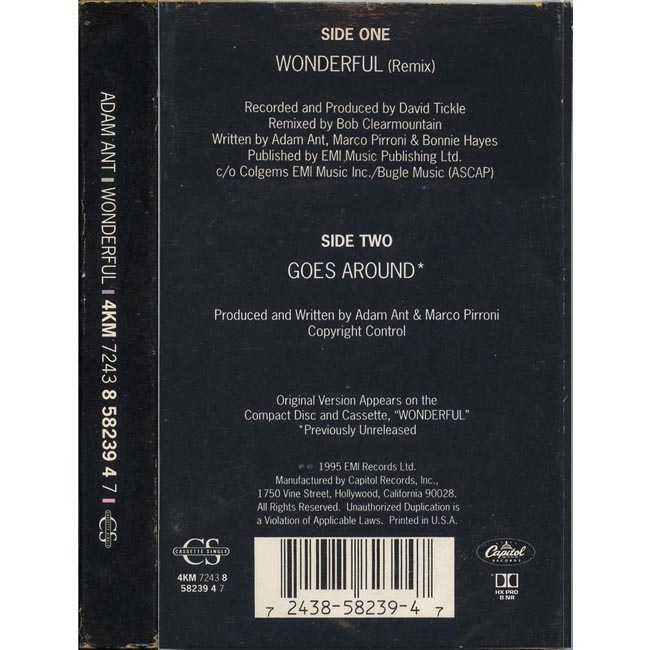 ADAM ANT | WONDERFUL | 4KM 7243 8 58239 4 7 |
CS
CASSETTE SINGLE
SIDE ONE
WONDERFUL (Remix)
Recorded and Produced by David Tickle
Remixed by Bob Clearmountain
Written by Adam Ant, Marco Pirroni & Bonnie Hayes
Published by EMI Music Publishing Ltd.
c/o Colgems EMI Music Inc./Bugle Music (ASCAP)
SIDE TWO
GOES AROUND*
Produced and Written by Adam Ant & Marco Pirroni
Copyright Control
Original Version Appears on the
Compact Disc and Cassette, "WONDERFUL"
*Previously Unreleased
℗ © 1995 EMI Records Ltd.
Manufactured by Capitol Records, Inc.,
1750 Vine Street, Hollywood, California 90028.
All Rights Reserved. Unauthorized Duplication is
a Violation of Applicable Laws. Printed in U.S.A.
CS
CASSETTE SINGLE
4KM 7243 8
58239 4 7
7 2438-58239-4 7
Capitol
RECORDS
HX PRO
B NR